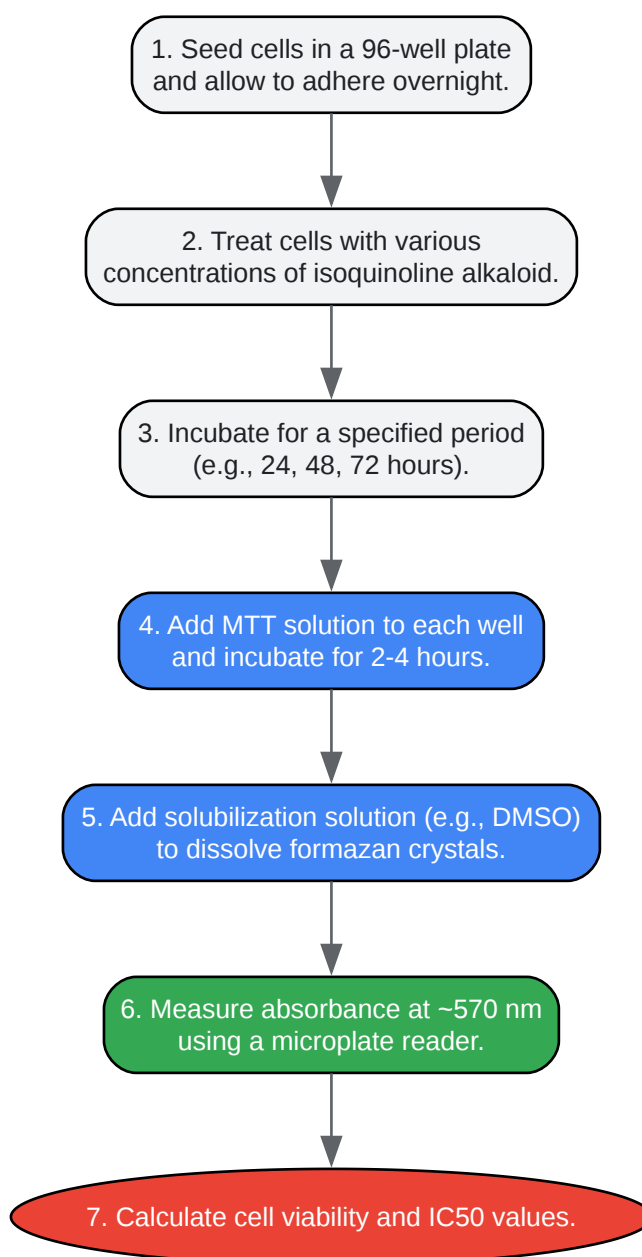 1. Seed cells in a 96-well plate
and allow to adhere overnight.
2. Treat cells with various
concentrations of isoquinoline alkaloid.
3. Incubate for a specified period
(e.g., 24, 48, 72 hours).
4. Add MTT solution to each well
and incubate for 2-4 hours.
5. Add solubilization solution (e.g., DMSO)
to dissolve formazan crystals.
6. Measure absorbance at ~570 nm
using a microplate reader.
7. Calculate cell viability and IC50 values.